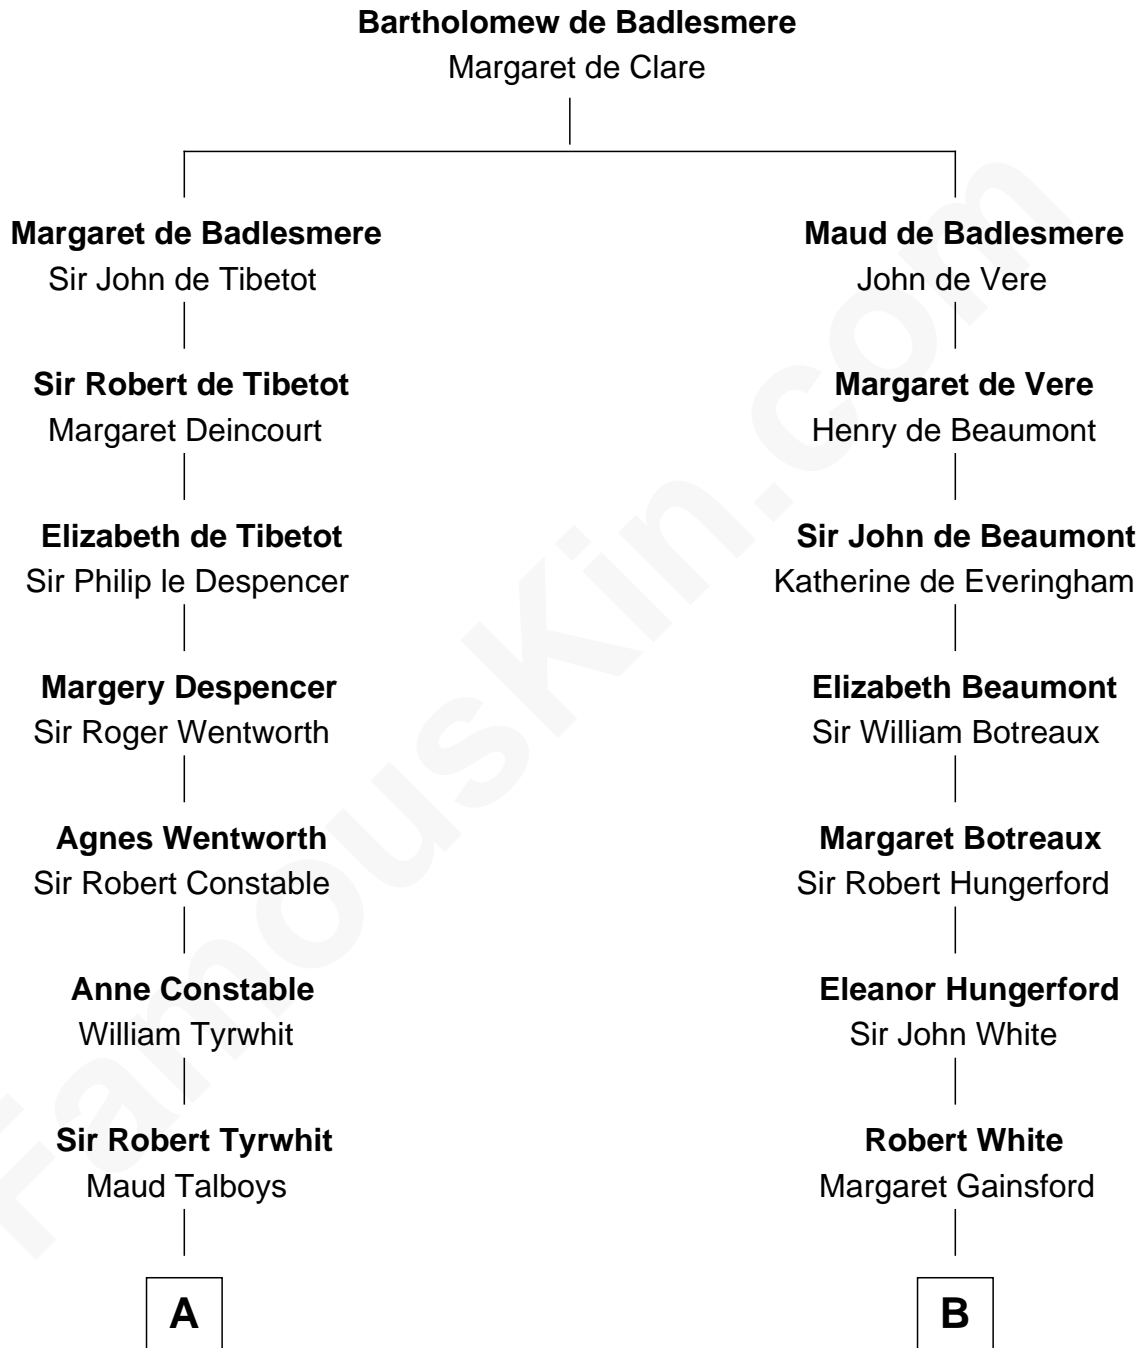 Bartholomew de Badlesmere
Margaret de Clare
Margaret de Badlesmere
Sir John de Tibetot
Maud de Badlesmere
John de Vere
Sir Robert de Tibetot
Margaret Deincourt
Margaret de Vere
Henry de Beaumont
Elizabeth de Tibetot
Sir Philip le Despencer
Sir John de Beaumont
Katherine de Everingham
Margery Despencer
Sir Roger Wentworth
Elizabeth Beaumont
Sir William Botreaux
Agnes Wentworth
Sir Robert Constable
Margaret Botreaux
Sir Robert Hungerford
Anne Constable
William Tyrwhit
Eleanor Hungerford
Sir John White
Sir Robert Tyrwhit
Maud Talboys
Robert White
Margaret Gainsford
A
B
FamousKin.com